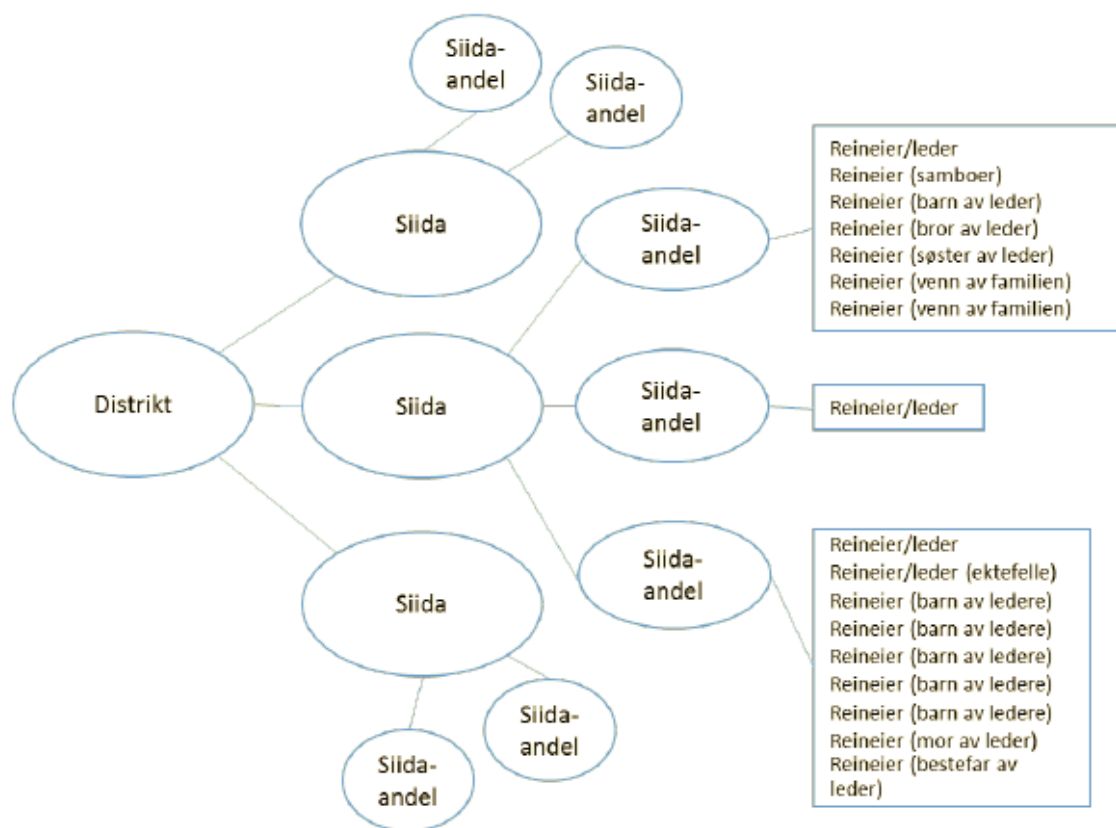 Siida-
andel
Siida-
andel
Siida
Siida-
andel
Reineier/leder
Reineier (samboer)
Reineier (barn av leder)
Reineier (bror av leder)
Reineier (søster av leder)
Reineier (venn av familien)
Reineier (venn av familien)
Distrikt
Siida
Siida-
andel
Reineier/leder
Siida-
andel
Reineier/leder
Reineier/leder (ektefelle)
Reineier (barn av ledere)
Reineier (barn av ledere)
Reineier (barn av ledere)
Reineier (barn av ledere)
Reineier (barn av ledere)
Reineier (mor av leder)
Reineier (bestefar av
leder)
Siida
Siida-
andel
Siida-
andel